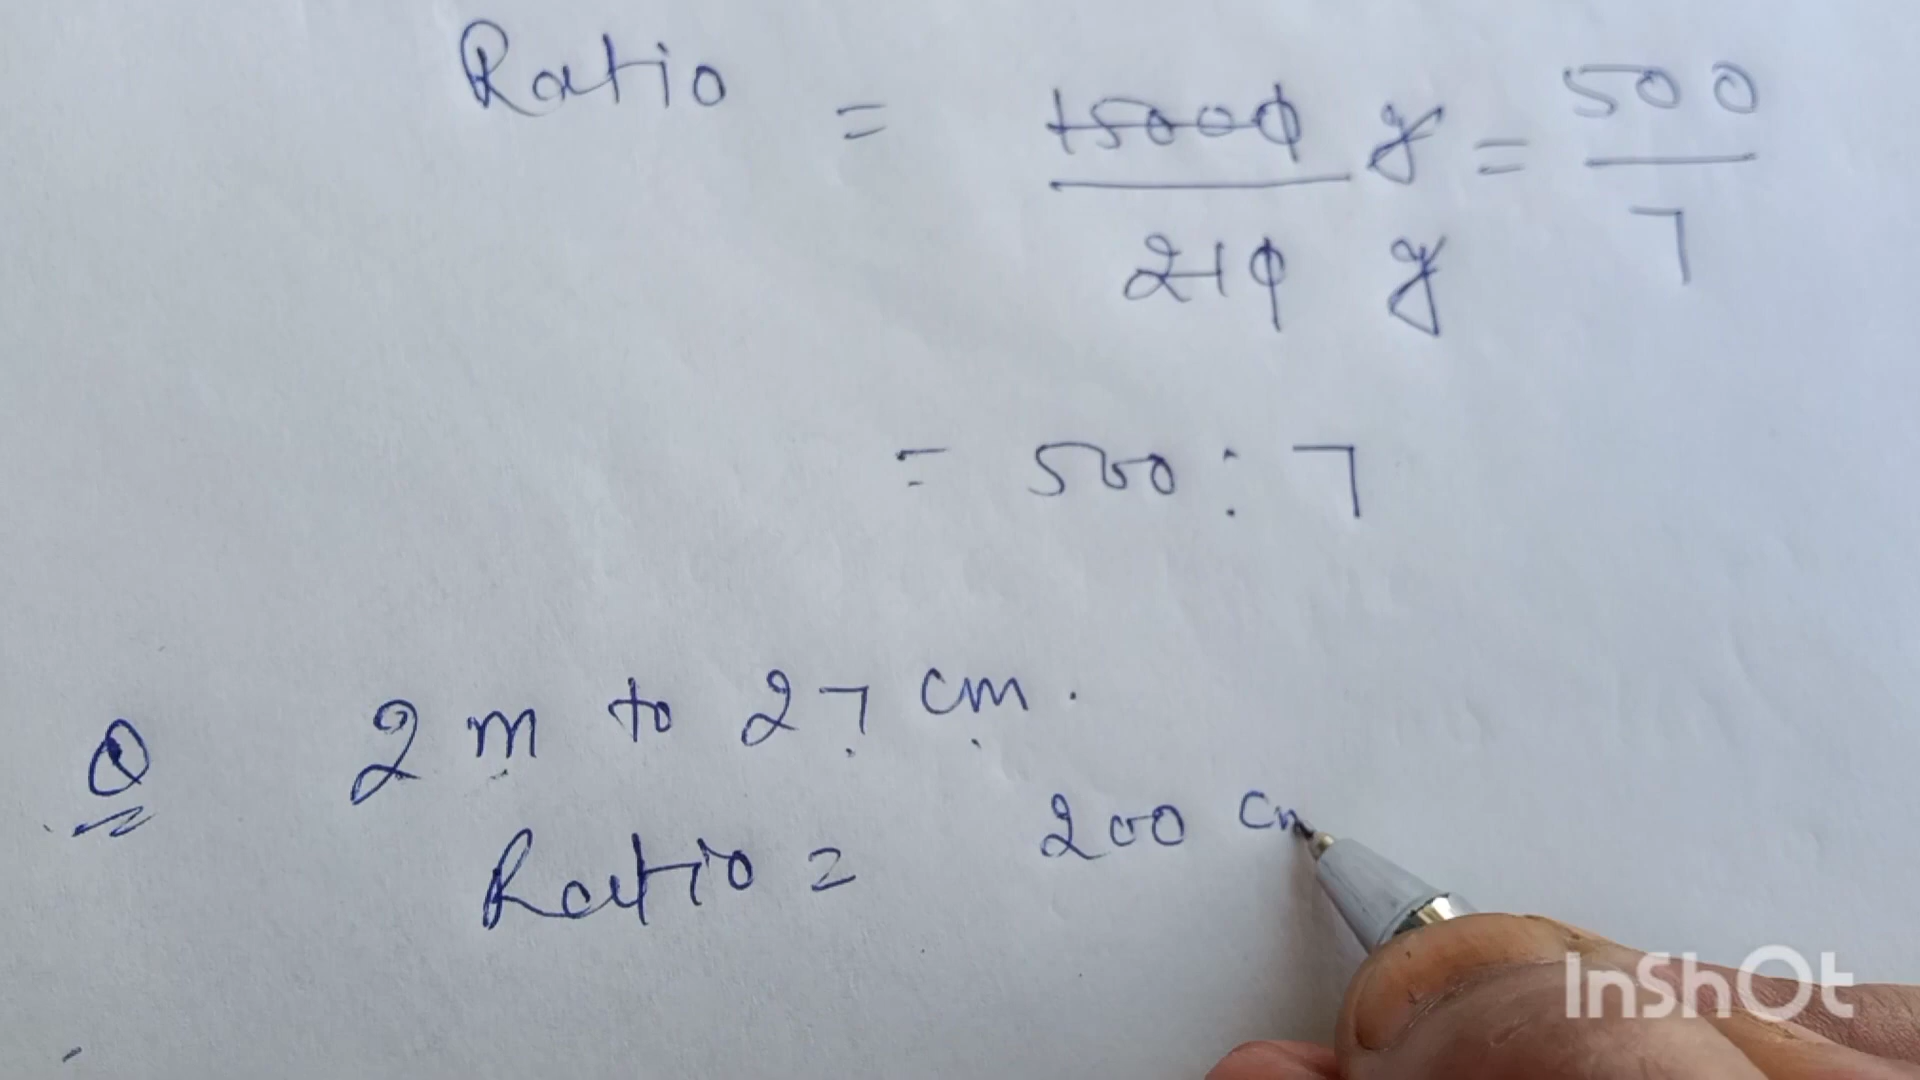 Ratio = 15000 g / 210 g = 500 / 7
= 500 : 7
Q 2 m to 27 cm.
Ratio = 200 cm
InShOt